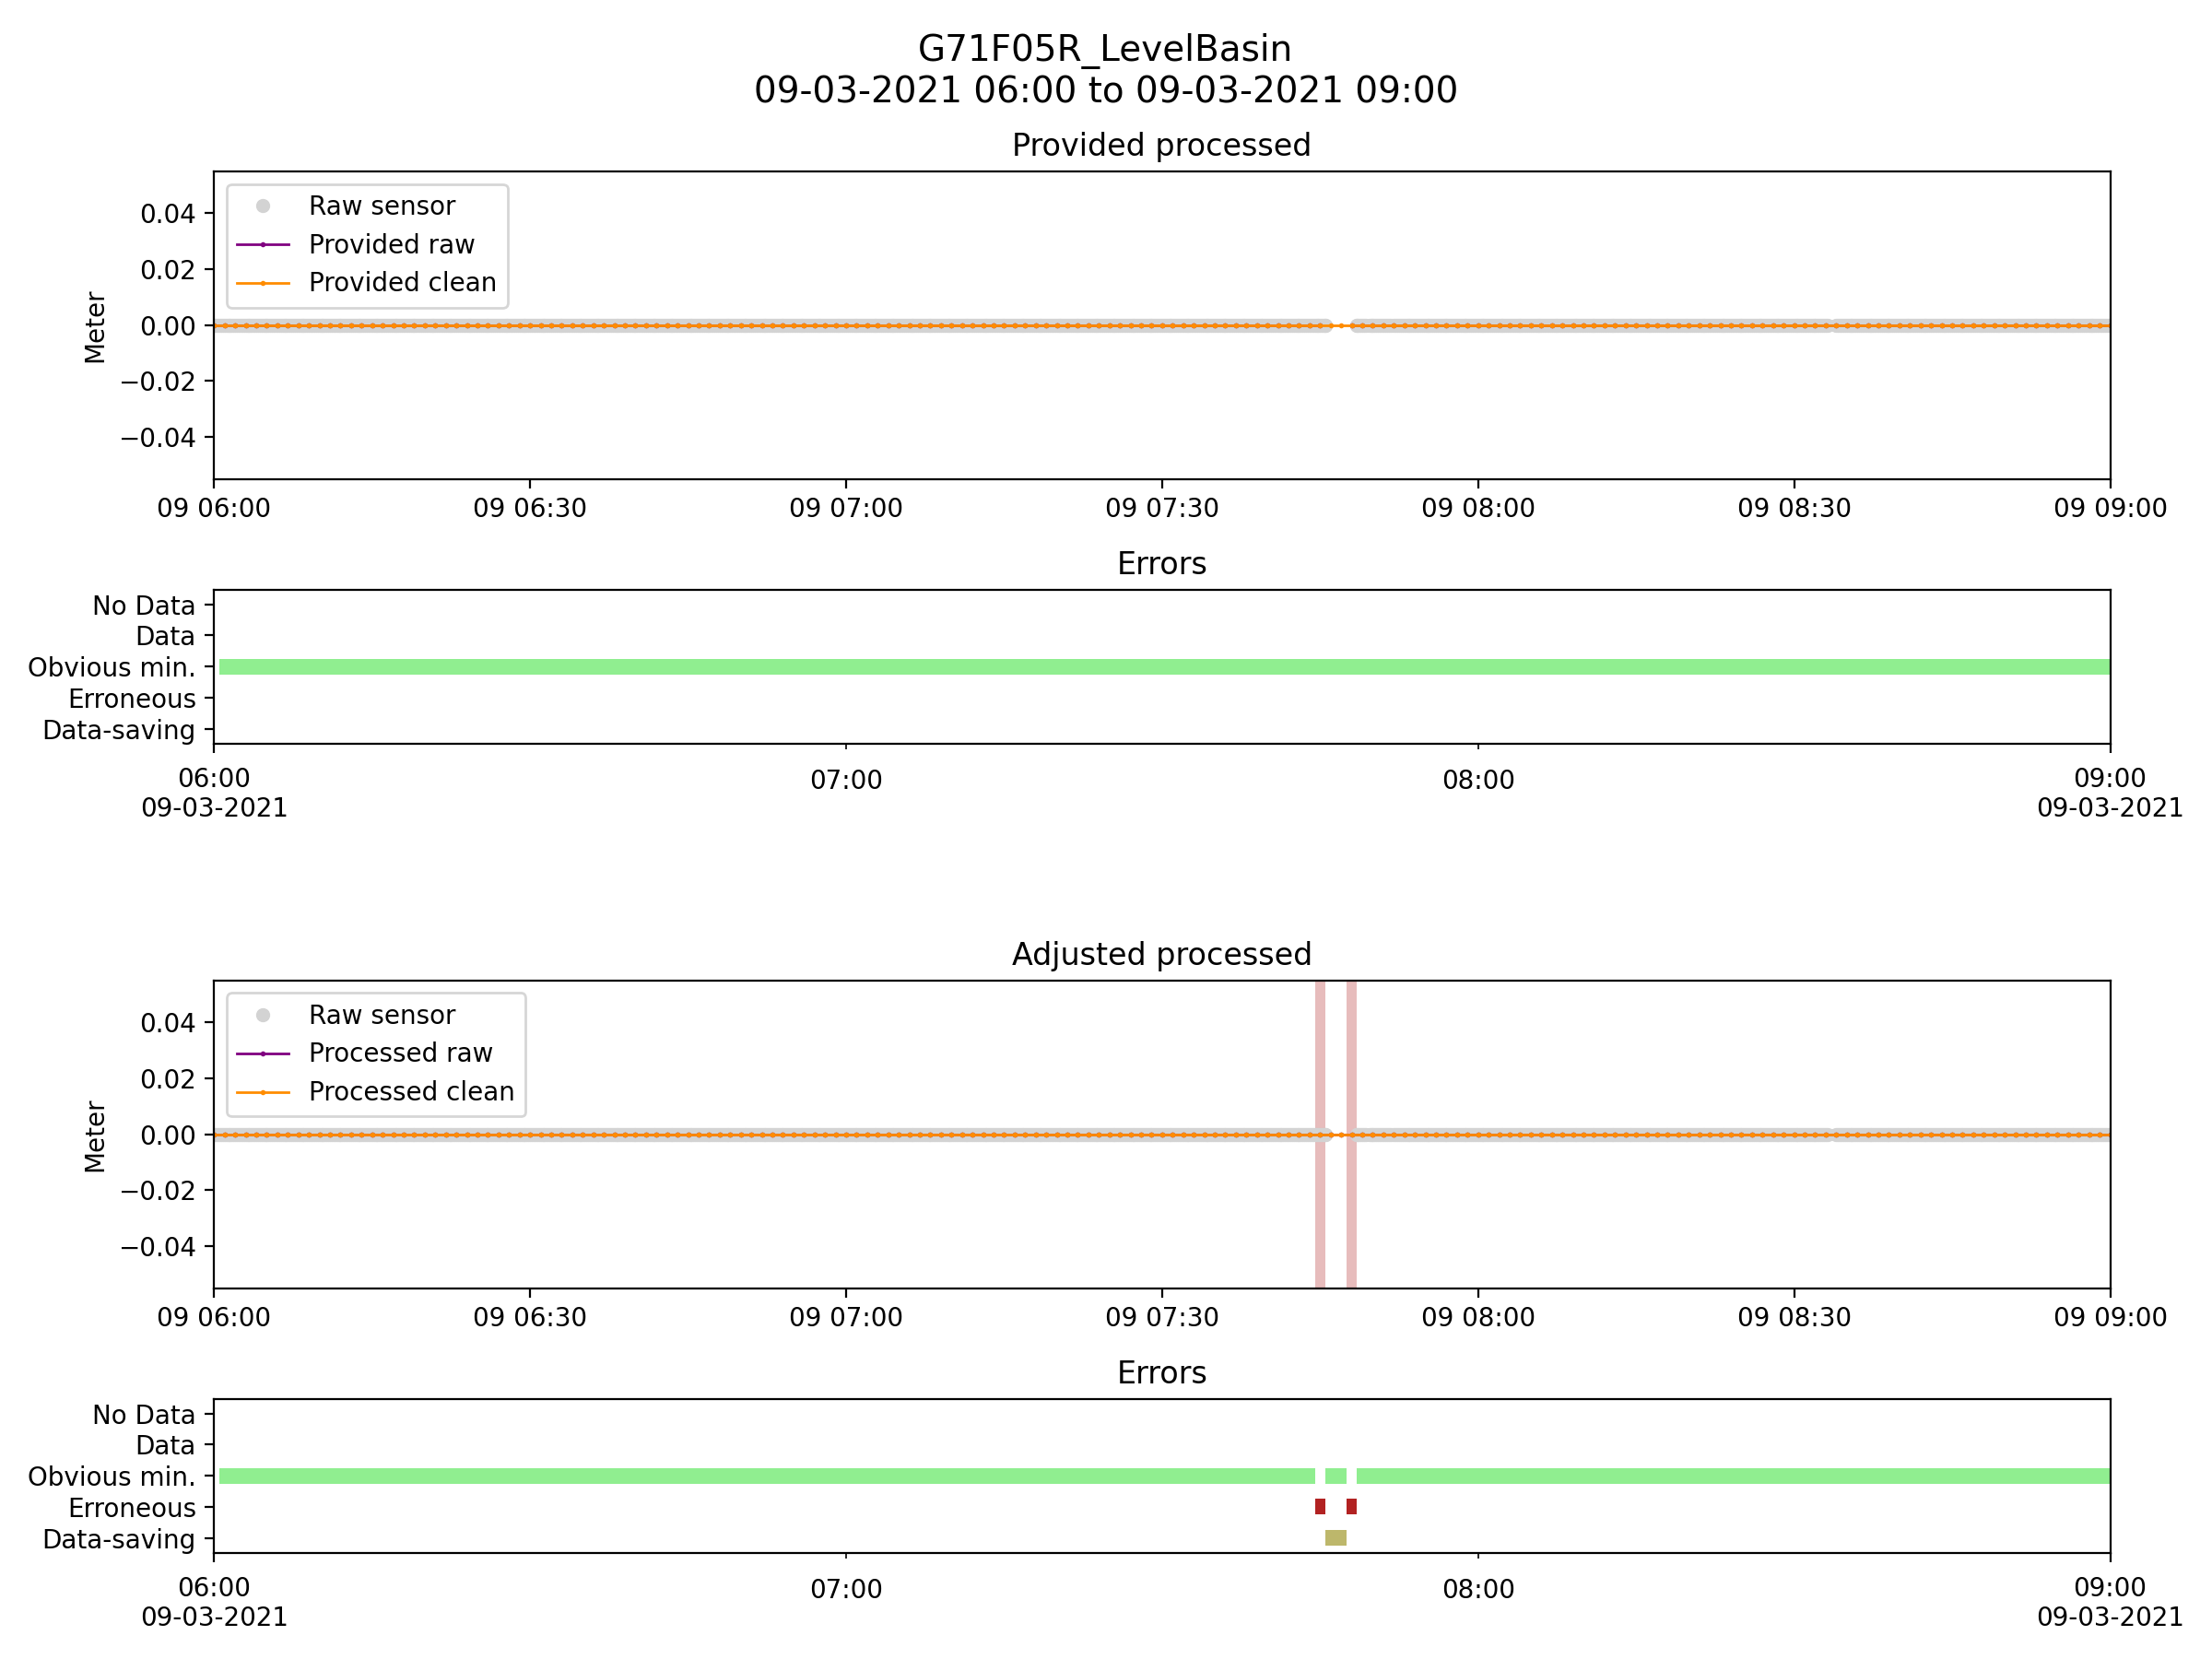 G71F05R_LevelBasin
09-03-2021 06:00 to 09-03-2021 09:00
Provided processed
Raw sensor
Provided raw
Provided clean
Meter
0.04
0.02
0.00
−0.02
−0.04
09 06:00 09 06:30 09 07:00 09 07:30 09 08:00 09 08:30 09 09:00
Errors
No Data
Data
Obvious min.
Erroneous
Data-saving
06:00 07:00 08:00 09:00
09-03-2021 09-03-2021
Adjusted processed
Raw sensor
Processed raw
Processed clean
Meter
0.04
0.02
0.00
−0.02
−0.04
09 06:00 09 06:30 09 07:00 09 07:30 09 08:00 09 08:30 09 09:00
Errors
No Data
Data
Obvious min.
Erroneous
Data-saving
06:00 07:00 08:00 09:00
09-03-2021 09-03-2021